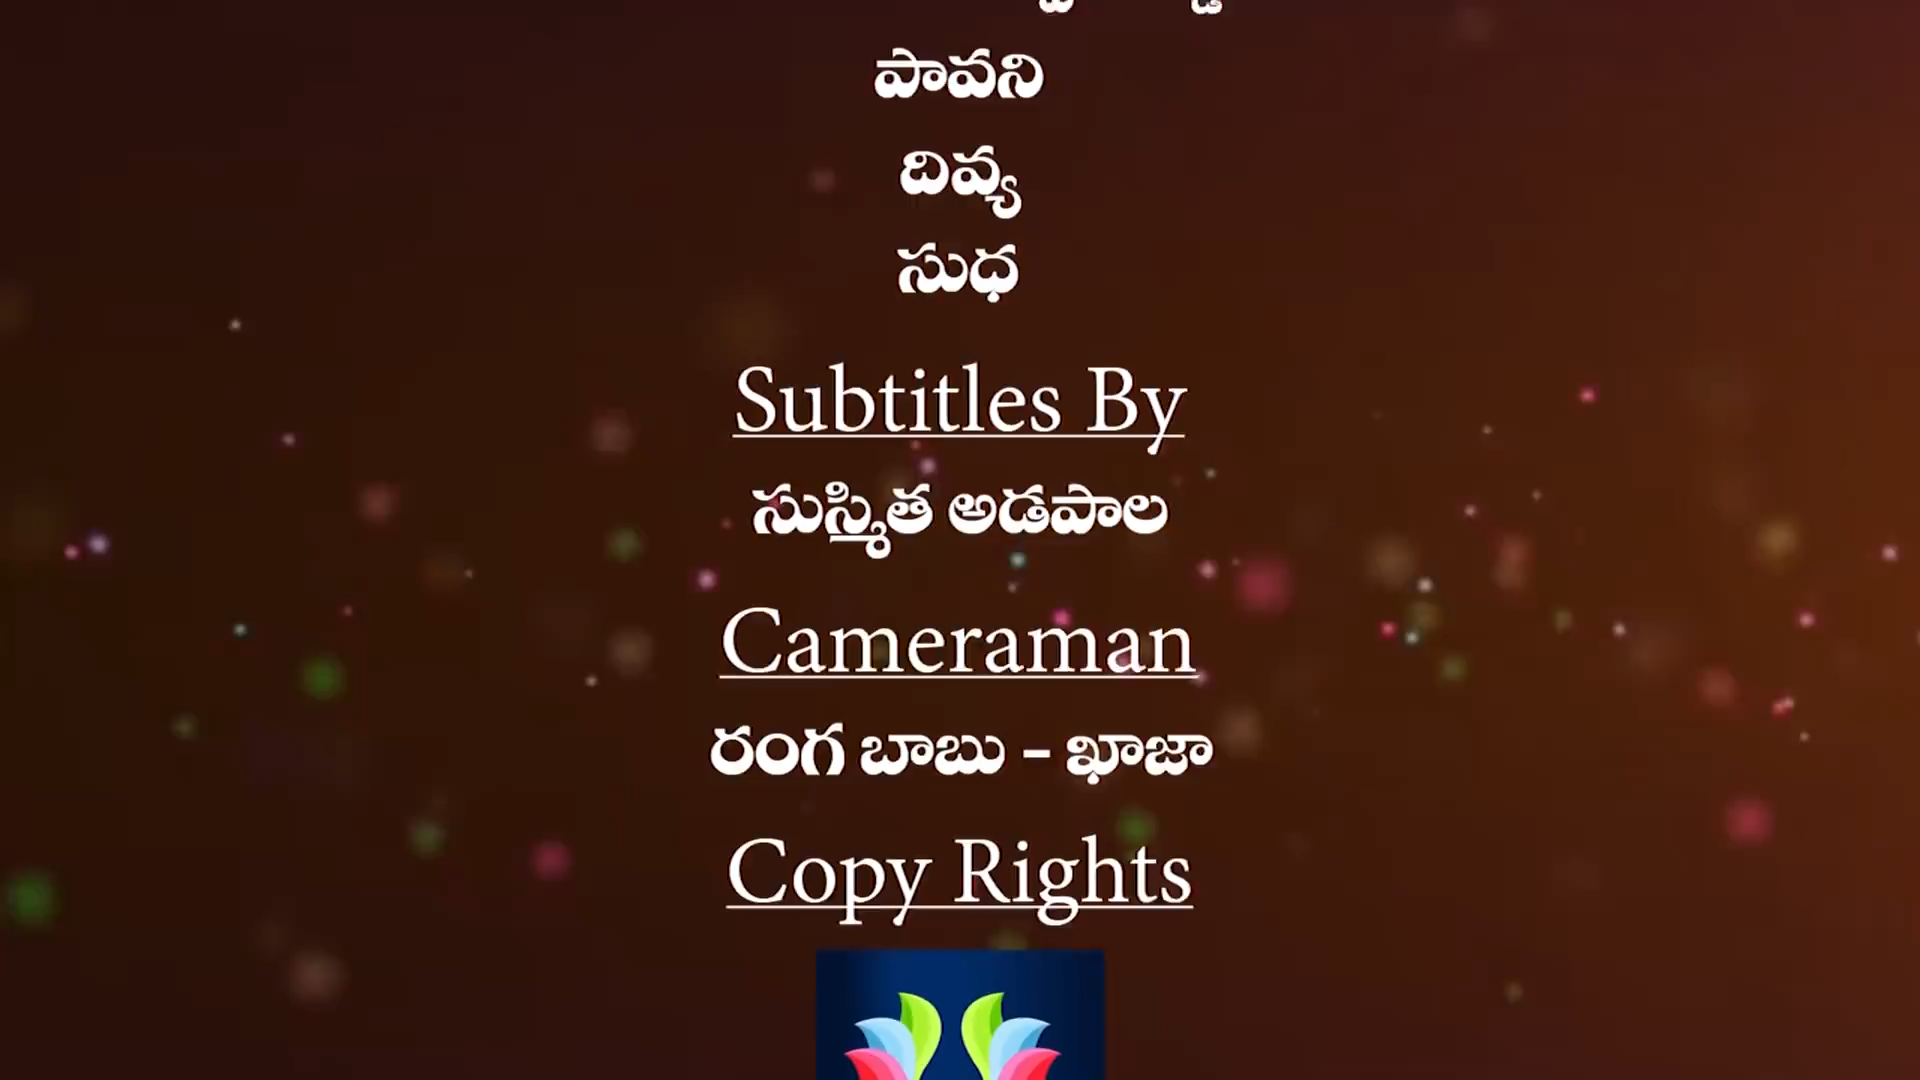 పావని
దివ్య
సుధ
Subtitles By
సుస్మిత అడపాల
Cameraman
రంగ బాబు - ఖాజా
Copy Rights